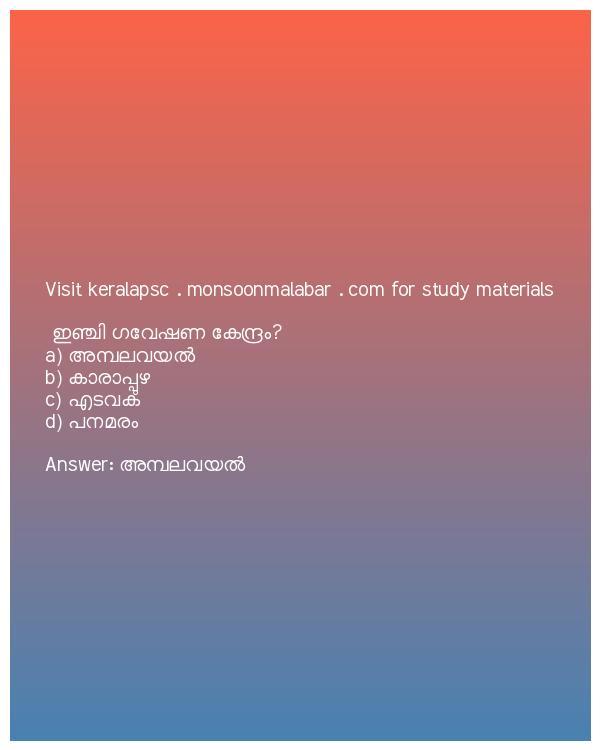 Visit keralapsc . monsoonmalabar . com for study materials
ഇഞ്ചി ഗവേഷണ കേന്ദ്രം?
a) അമ്പലവയൽ
b) കാരാപ്പുഴ
c) എടവക
d) പനമരം
Answer: അമ്പലവയൽ